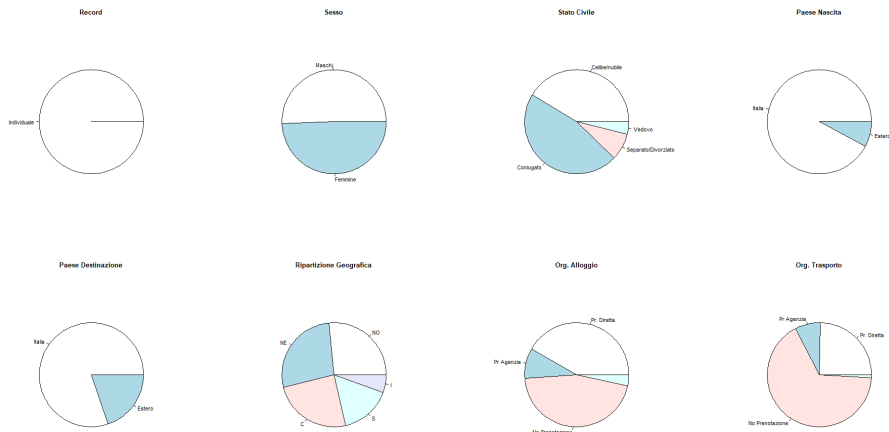 Record
Sesso
Stato Civile
Paese Nascita
Individuale
Maschi
Femmine
Celibe/nubile
Coniugato
Separato/Divorziato
Vedovo
Italia
Estero
Paese Destinazione
Ripartizione Geografica
Org. Alloggio
Org. Trasporto
Italia
Estero
NO
NE
C
S
I
Pr. Diretta
Pr Agenzia
No Prenotazione
Pr. Diretta
Pr Agenzia
No Prenotazione